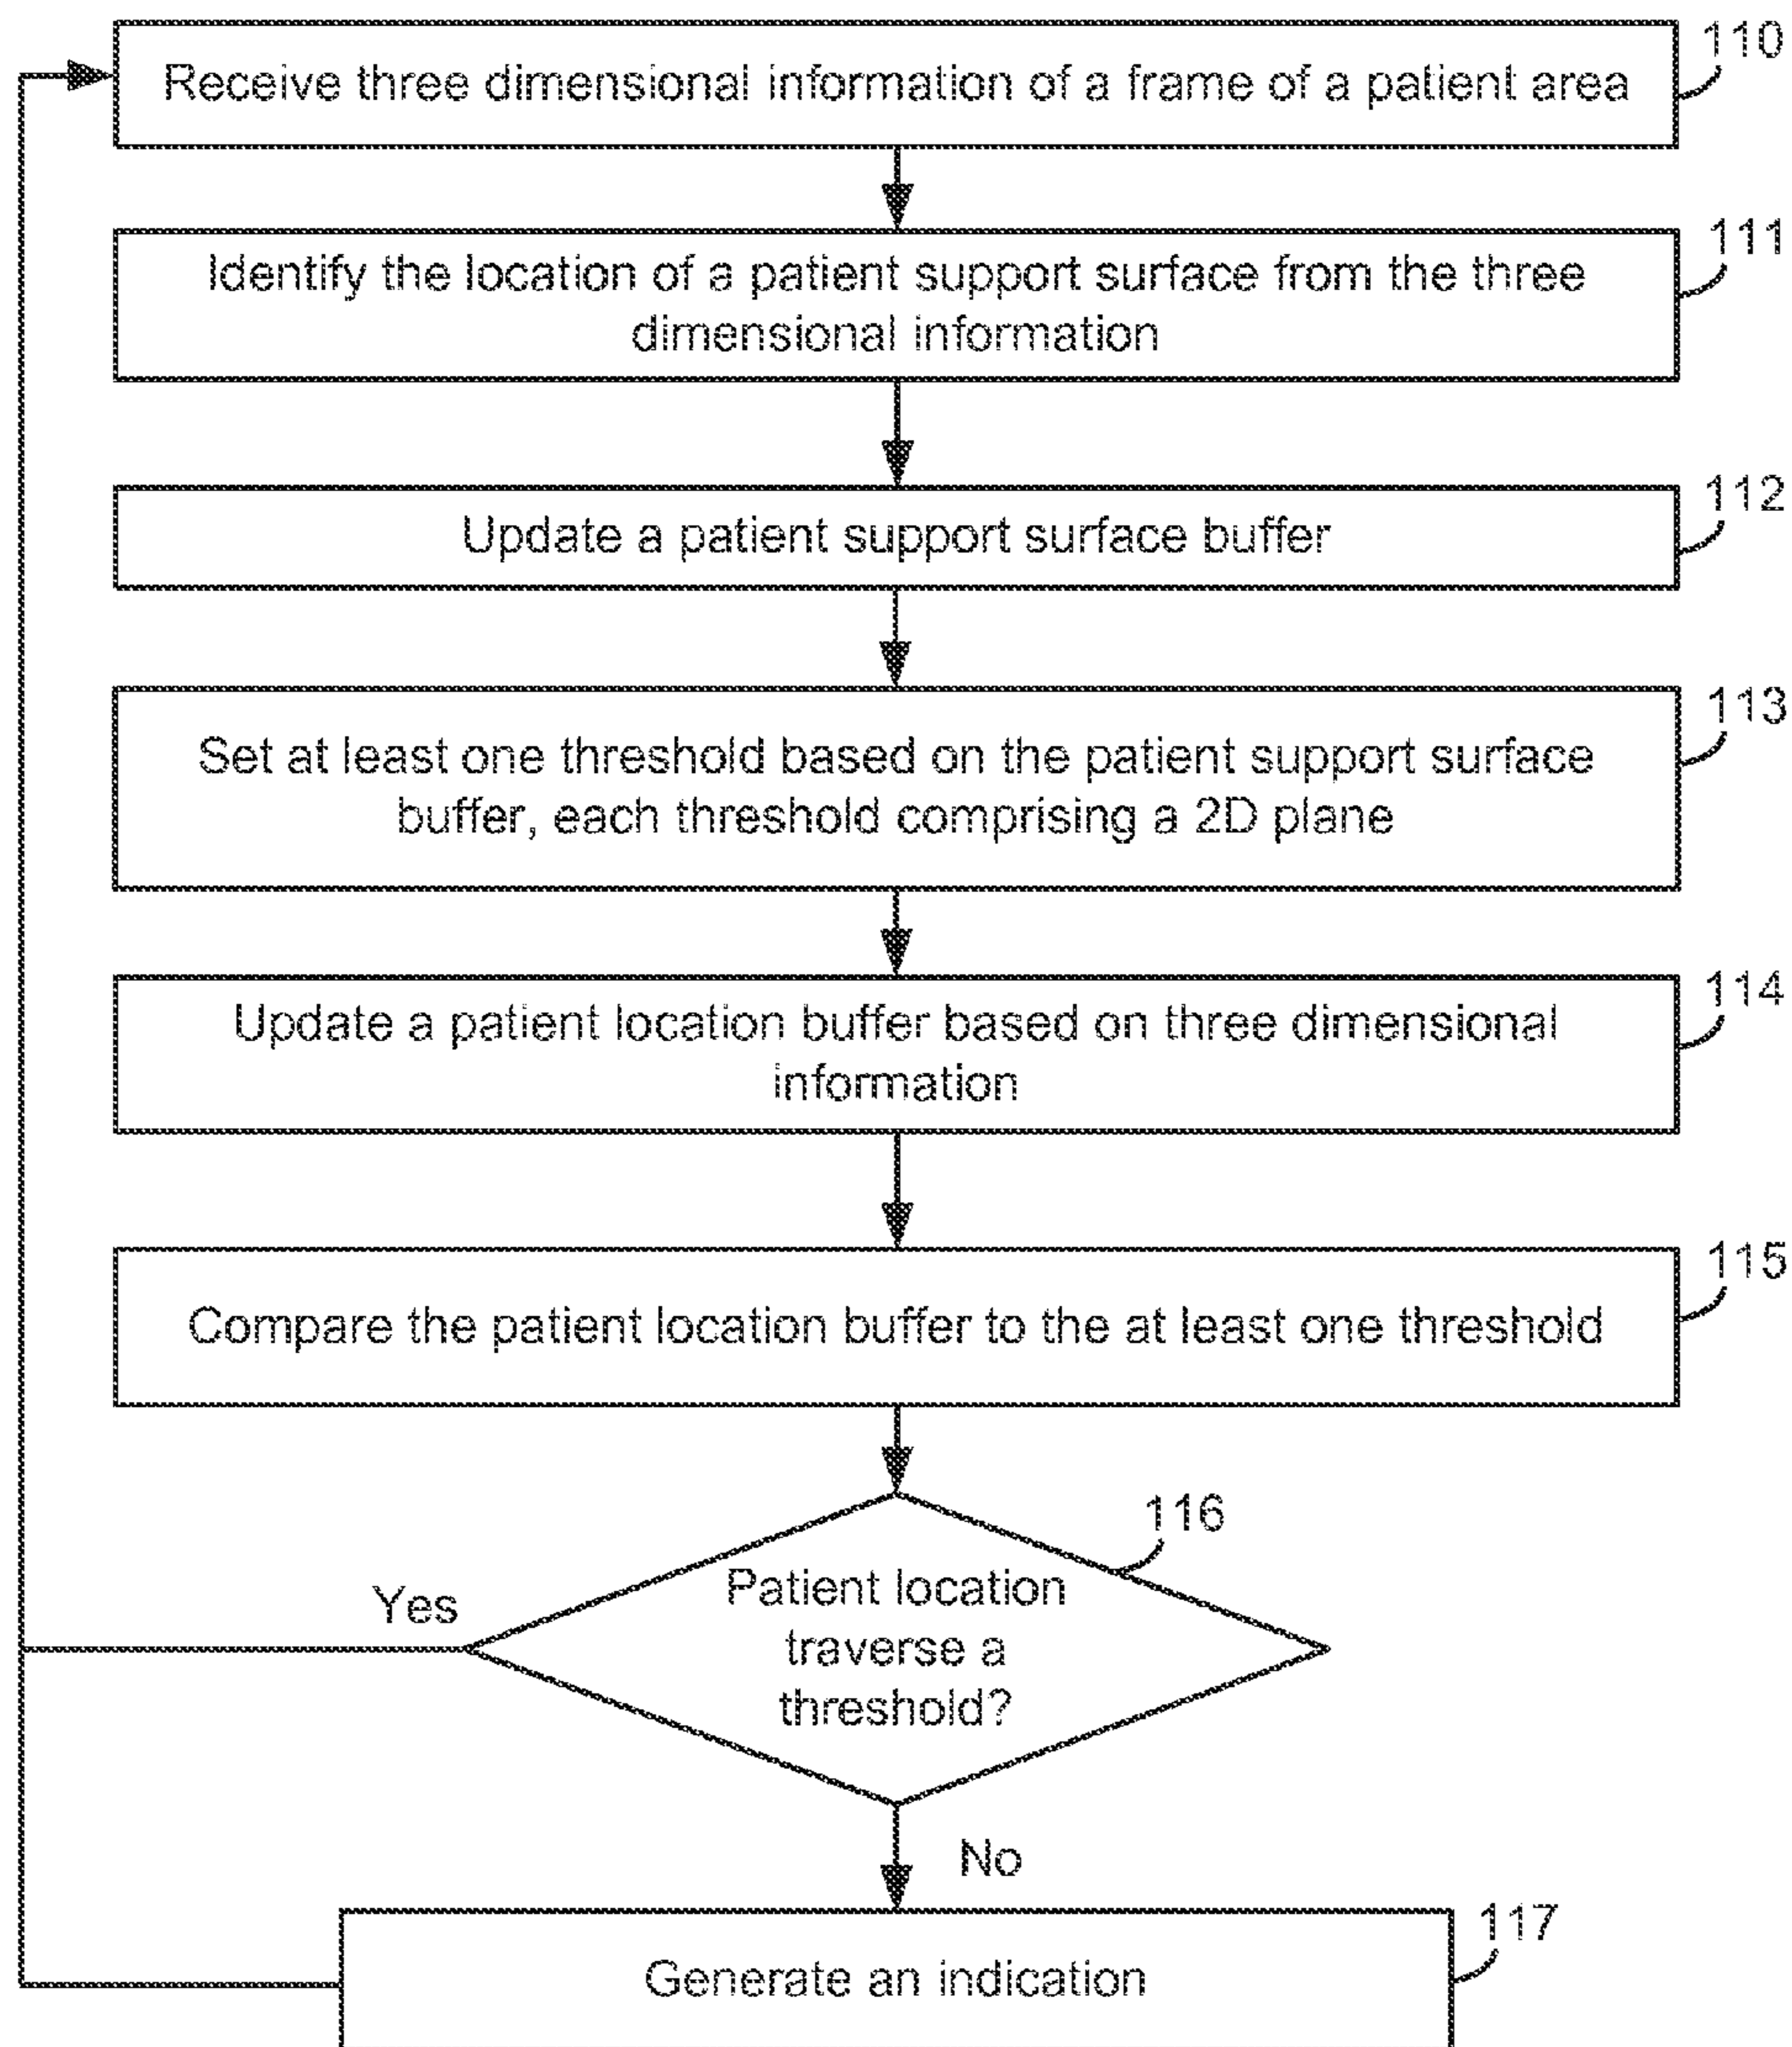 Receive three dimensional information of a frame of a patient area
110
Identify the location of a patient support surface from the three
dimensional information
111
Update a patient support surface buffer
112
Set at least one threshold based on the patient support surface
buffer, each threshold comprising a 2D plane
113
Update a patient location buffer based on three dimensional
information
114
Compare the patient location buffer to the at least one threshold
115
116
Patient location
traverse a
threshold?
Yes
No
Generate an indication
117